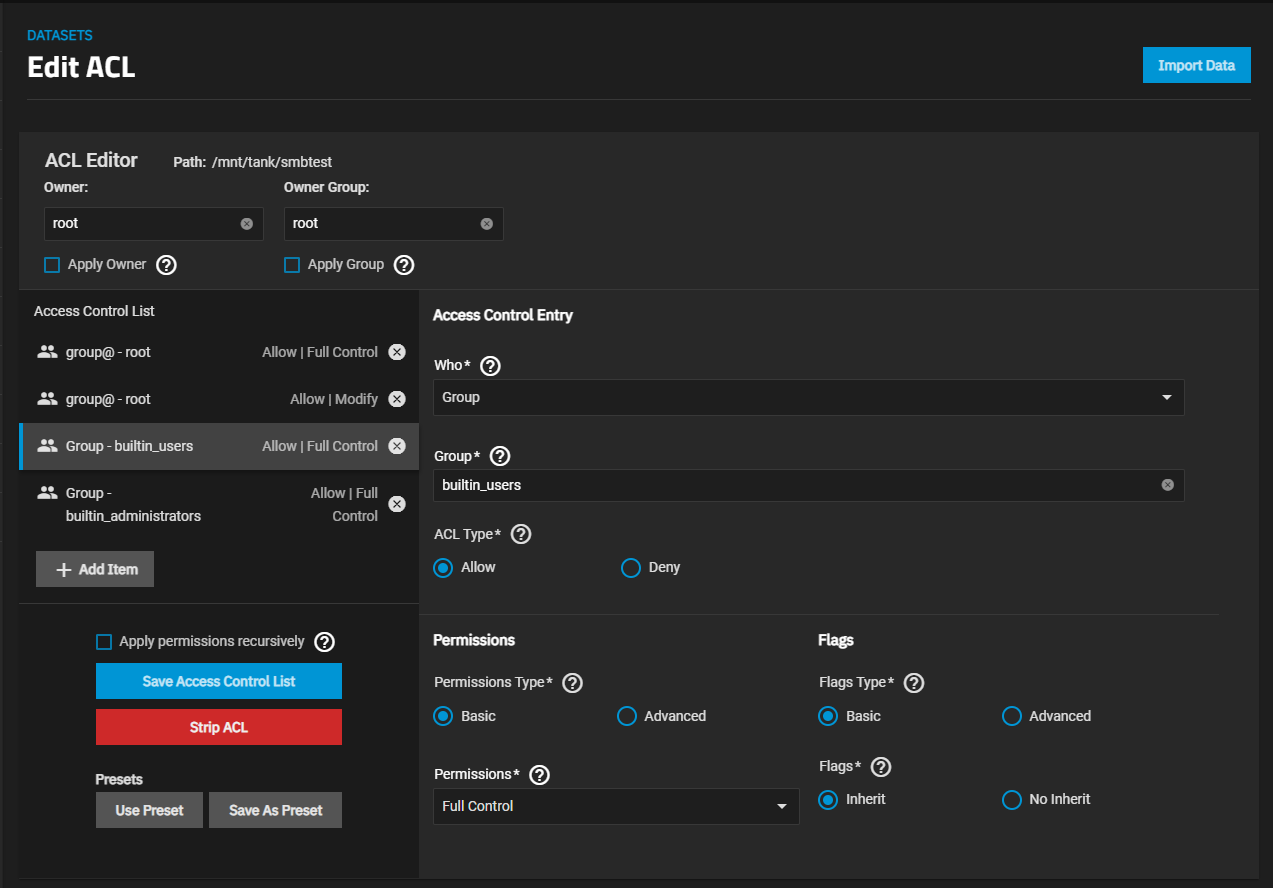 DATASETS
Edit ACL
Import Data
ACL Editor Path: /mnt/tank/smbtest
Owner: Owner Group:
root root
Apply Owner Apply Group
Access Control List
group@ - root Allow | Full Control
group@ - root Allow | Modify
Group - builtin_users Allow | Full Control
Group - Allow | Full
builtin_administrators Control
Add Item
Apply permissions recursively
Save Access Control List
Strip ACL
Presets
Use Preset Save As Preset
Access Control Entry
Who*
Group
Group*
builtin_users
ACL Type*
Allow Deny
Permissions Flags
Permissions Type* Flags Type*
Basic Advanced Basic Advanced
Permissions* Flags*
Full Control Inherit No Inherit